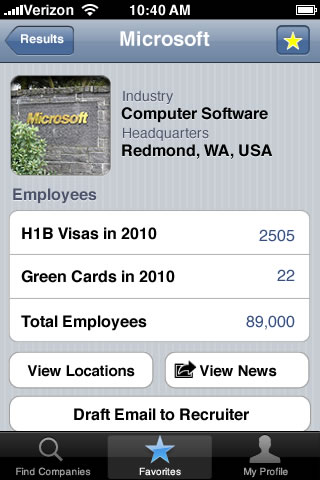 Verizon 10:40 AM
Results Microsoft
Microsoft
Industry
Computer Software
Headquarters
Redmond, WA, USA
Employees
H1B Visas in 2010 2505
Green Cards in 2010 22
Total Employees 89,000
View Locations View News
Draft Email to Recruiter
Find Companies Favorites My Profile